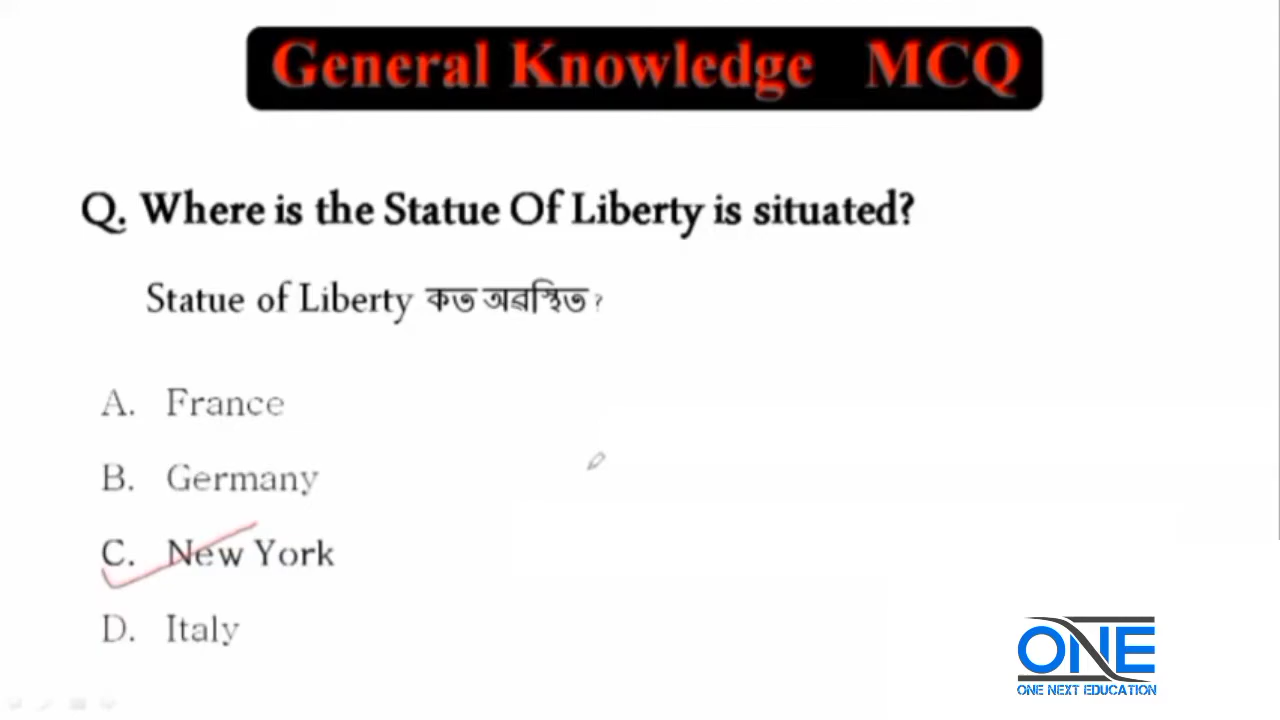 General Knowledge MCQ
Q. Where is the Statue Of Liberty is situated?
Statue of Liberty কত অৱস্থিত ?
A. France
B. Germany
C. New York
D. Italy
ONE
ONE NEXT EDUCATION